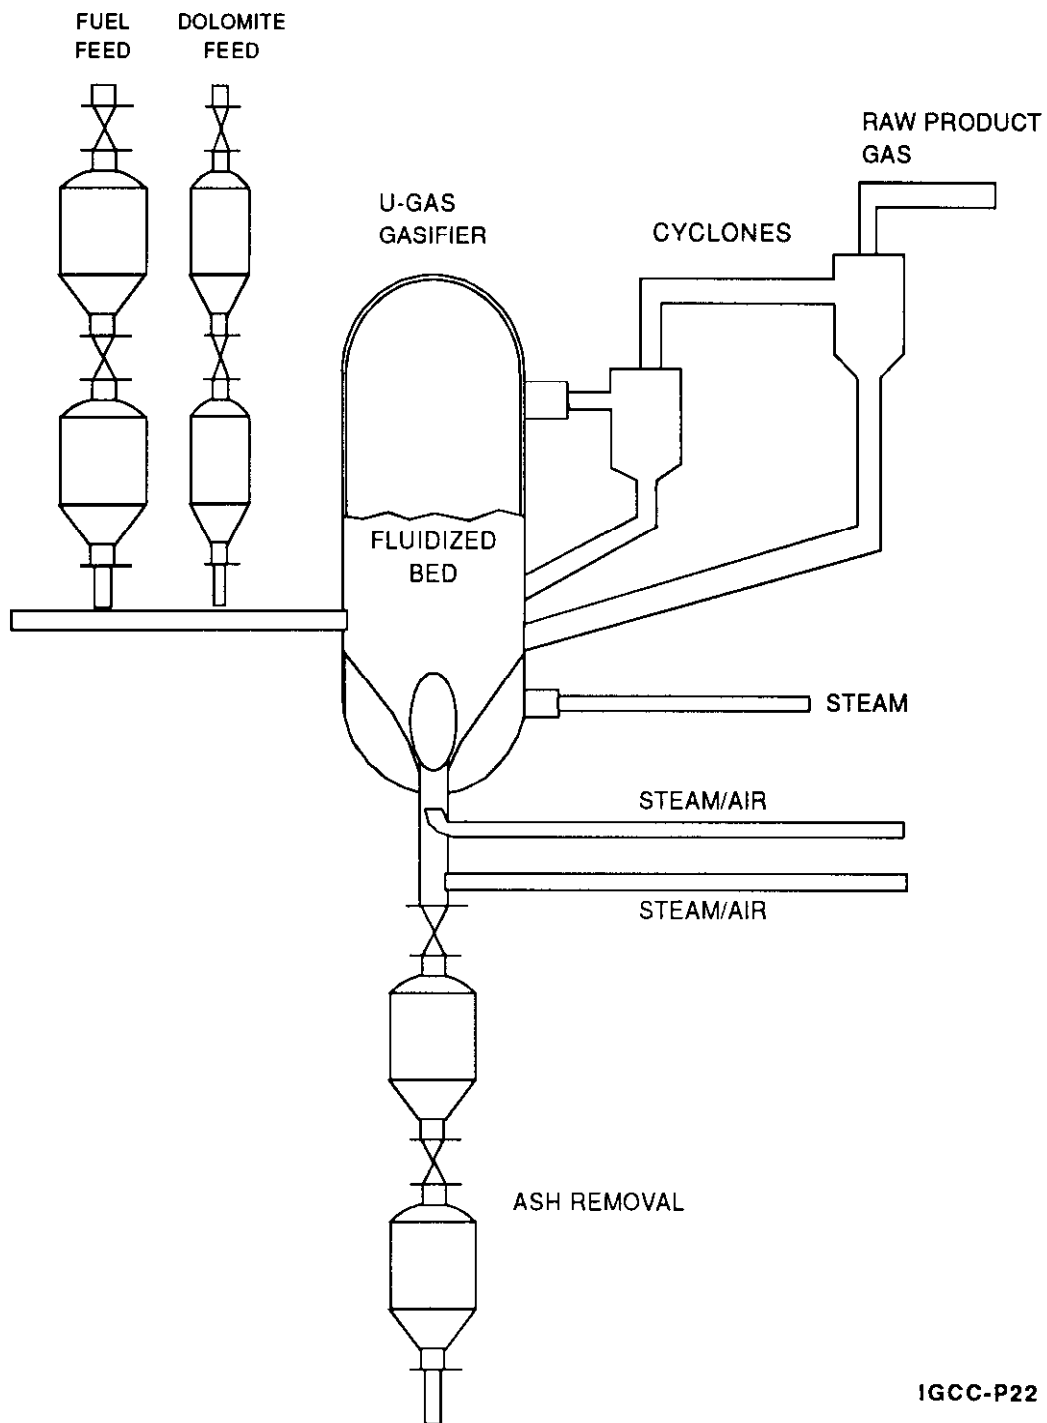 FUEL
FEED
DOLOMITE
FEED
U-GAS
GASIFIER
CYCLONES
RAW PRODUCT
GAS
FLUIDIZED
BED
STEAM
STEAM/AIR
STEAM/AIR
ASH REMOVAL
IGCC-P22